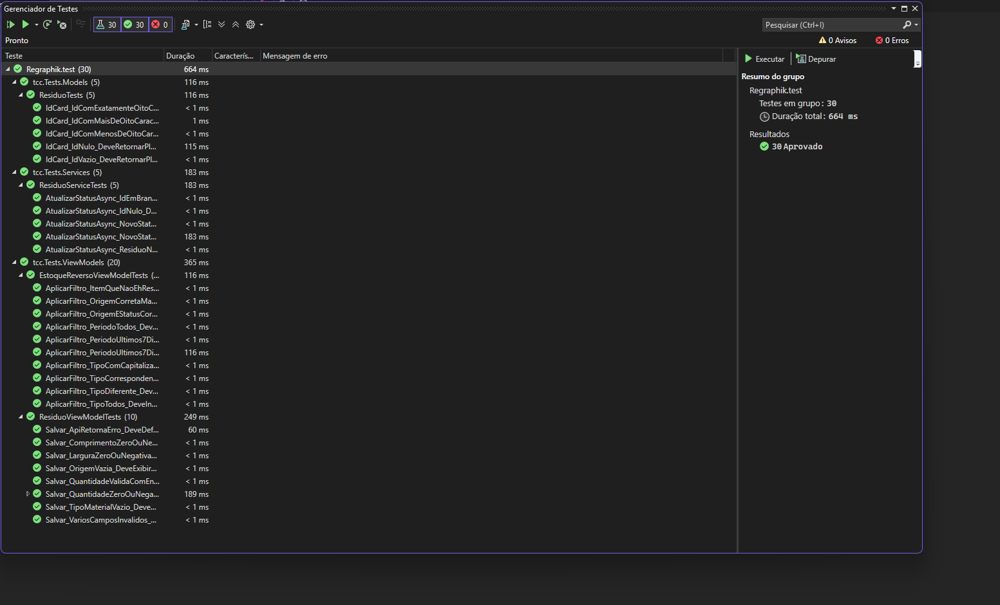 Gerenciador de Testes
30 30 0
Pesquisar (Ctrl+I)
Pronto
0 Avisos 0 Erros
Teste Duração Caracterís... Mensagem de erro
Regraphik.test (30) 664 ms
tcc.Tests.Models (5) 116 ms
ResiduoTests (5) 116 ms
IdCard_IdComExatamenteOitoC... < 1 ms
IdCard_IdComMaisDeOitoCarac... 1 ms
IdCard_IdComMenosDeOitoCar... < 1 ms
IdCard_IdNulo_DeveRetornarPl... 115 ms
IdCard_IdVazio_DeveRetornarPl... < 1 ms
tcc.Tests.Services (5) 183 ms
ResiduoServiceTests (5) 183 ms
AtualizarStatusAsync_IdEmBran... < 1 ms
AtualizarStatusAsync_IdNulo_D... < 1 ms
AtualizarStatusAsync_NovoStat... < 1 ms
AtualizarStatusAsync_NovoStat... 183 ms
AtualizarStatusAsync_ResiduoN... < 1 ms
tcc.Tests.ViewModels (20) 365 ms
EstoqueReversoViewModelTests (... 116 ms
AplicarFiltro_ItemQueNaoEhRes... < 1 ms
AplicarFiltro_OrigemCorretaMa... < 1 ms
AplicarFiltro_OrigemEStatusCor... < 1 ms
AplicarFiltro_PeriodoTodos_Dev... < 1 ms
AplicarFiltro_PeriodoUltimos7Di... < 1 ms
AplicarFiltro_PeriodoUltimos7Di... 116 ms
AplicarFiltro_TipoComCapitaliza... < 1 ms
AplicarFiltro_TipoCorresponden... < 1 ms
AplicarFiltro_TipoDiferente_Dev... < 1 ms
AplicarFiltro_TipoTodos_DeveIn... < 1 ms
ResiduoViewModelTests (10) 249 ms
Salvar_ApiRetornaErro_DeveDef... 60 ms
Salvar_ComprimentoZeroOuNe... < 1 ms
Salvar_LarguraZeroOuNegativa... < 1 ms
Salvar_OrigemVazia_DeveExibir... < 1 ms
Salvar_QuantidadeValidaComEn... < 1 ms
Salvar_QuantidadeZeroOuNega... 189 ms
Salvar_TipoMaterialVazio_Deve... < 1 ms
Salvar_VariosCamposInvalidos_... < 1 ms
Executar Depurar
Resumo do grupo
Regraphik.test
Testes em grupo: 30
Duração total: 664 ms
Resultados
30 Aprovado